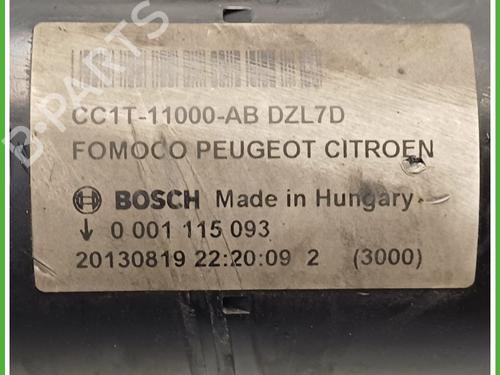 CC1T-11000-AB DZL7D
FOMOCO PEUGEOT CITROEN
BOSCH Made in Hungary
0 001 115 093
20130819 22:20:09 2 (3000)
B-PARTS